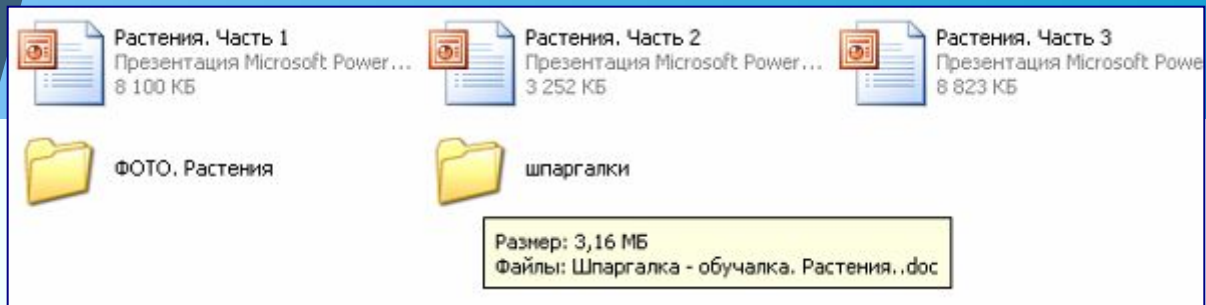 Растения. Часть 1
Презентация Microsoft Power...
8 100 КБ
Растения. Часть 2
Презентация Microsoft Power...
3 252 КБ
Растения. Часть 3
Презентация Microsoft Powe
8 823 КБ
ФОТО. Растения
шпаргалки
Размер: 3,16 МБ
Файлы: Шпаргалка - обучалка. Растения..doc